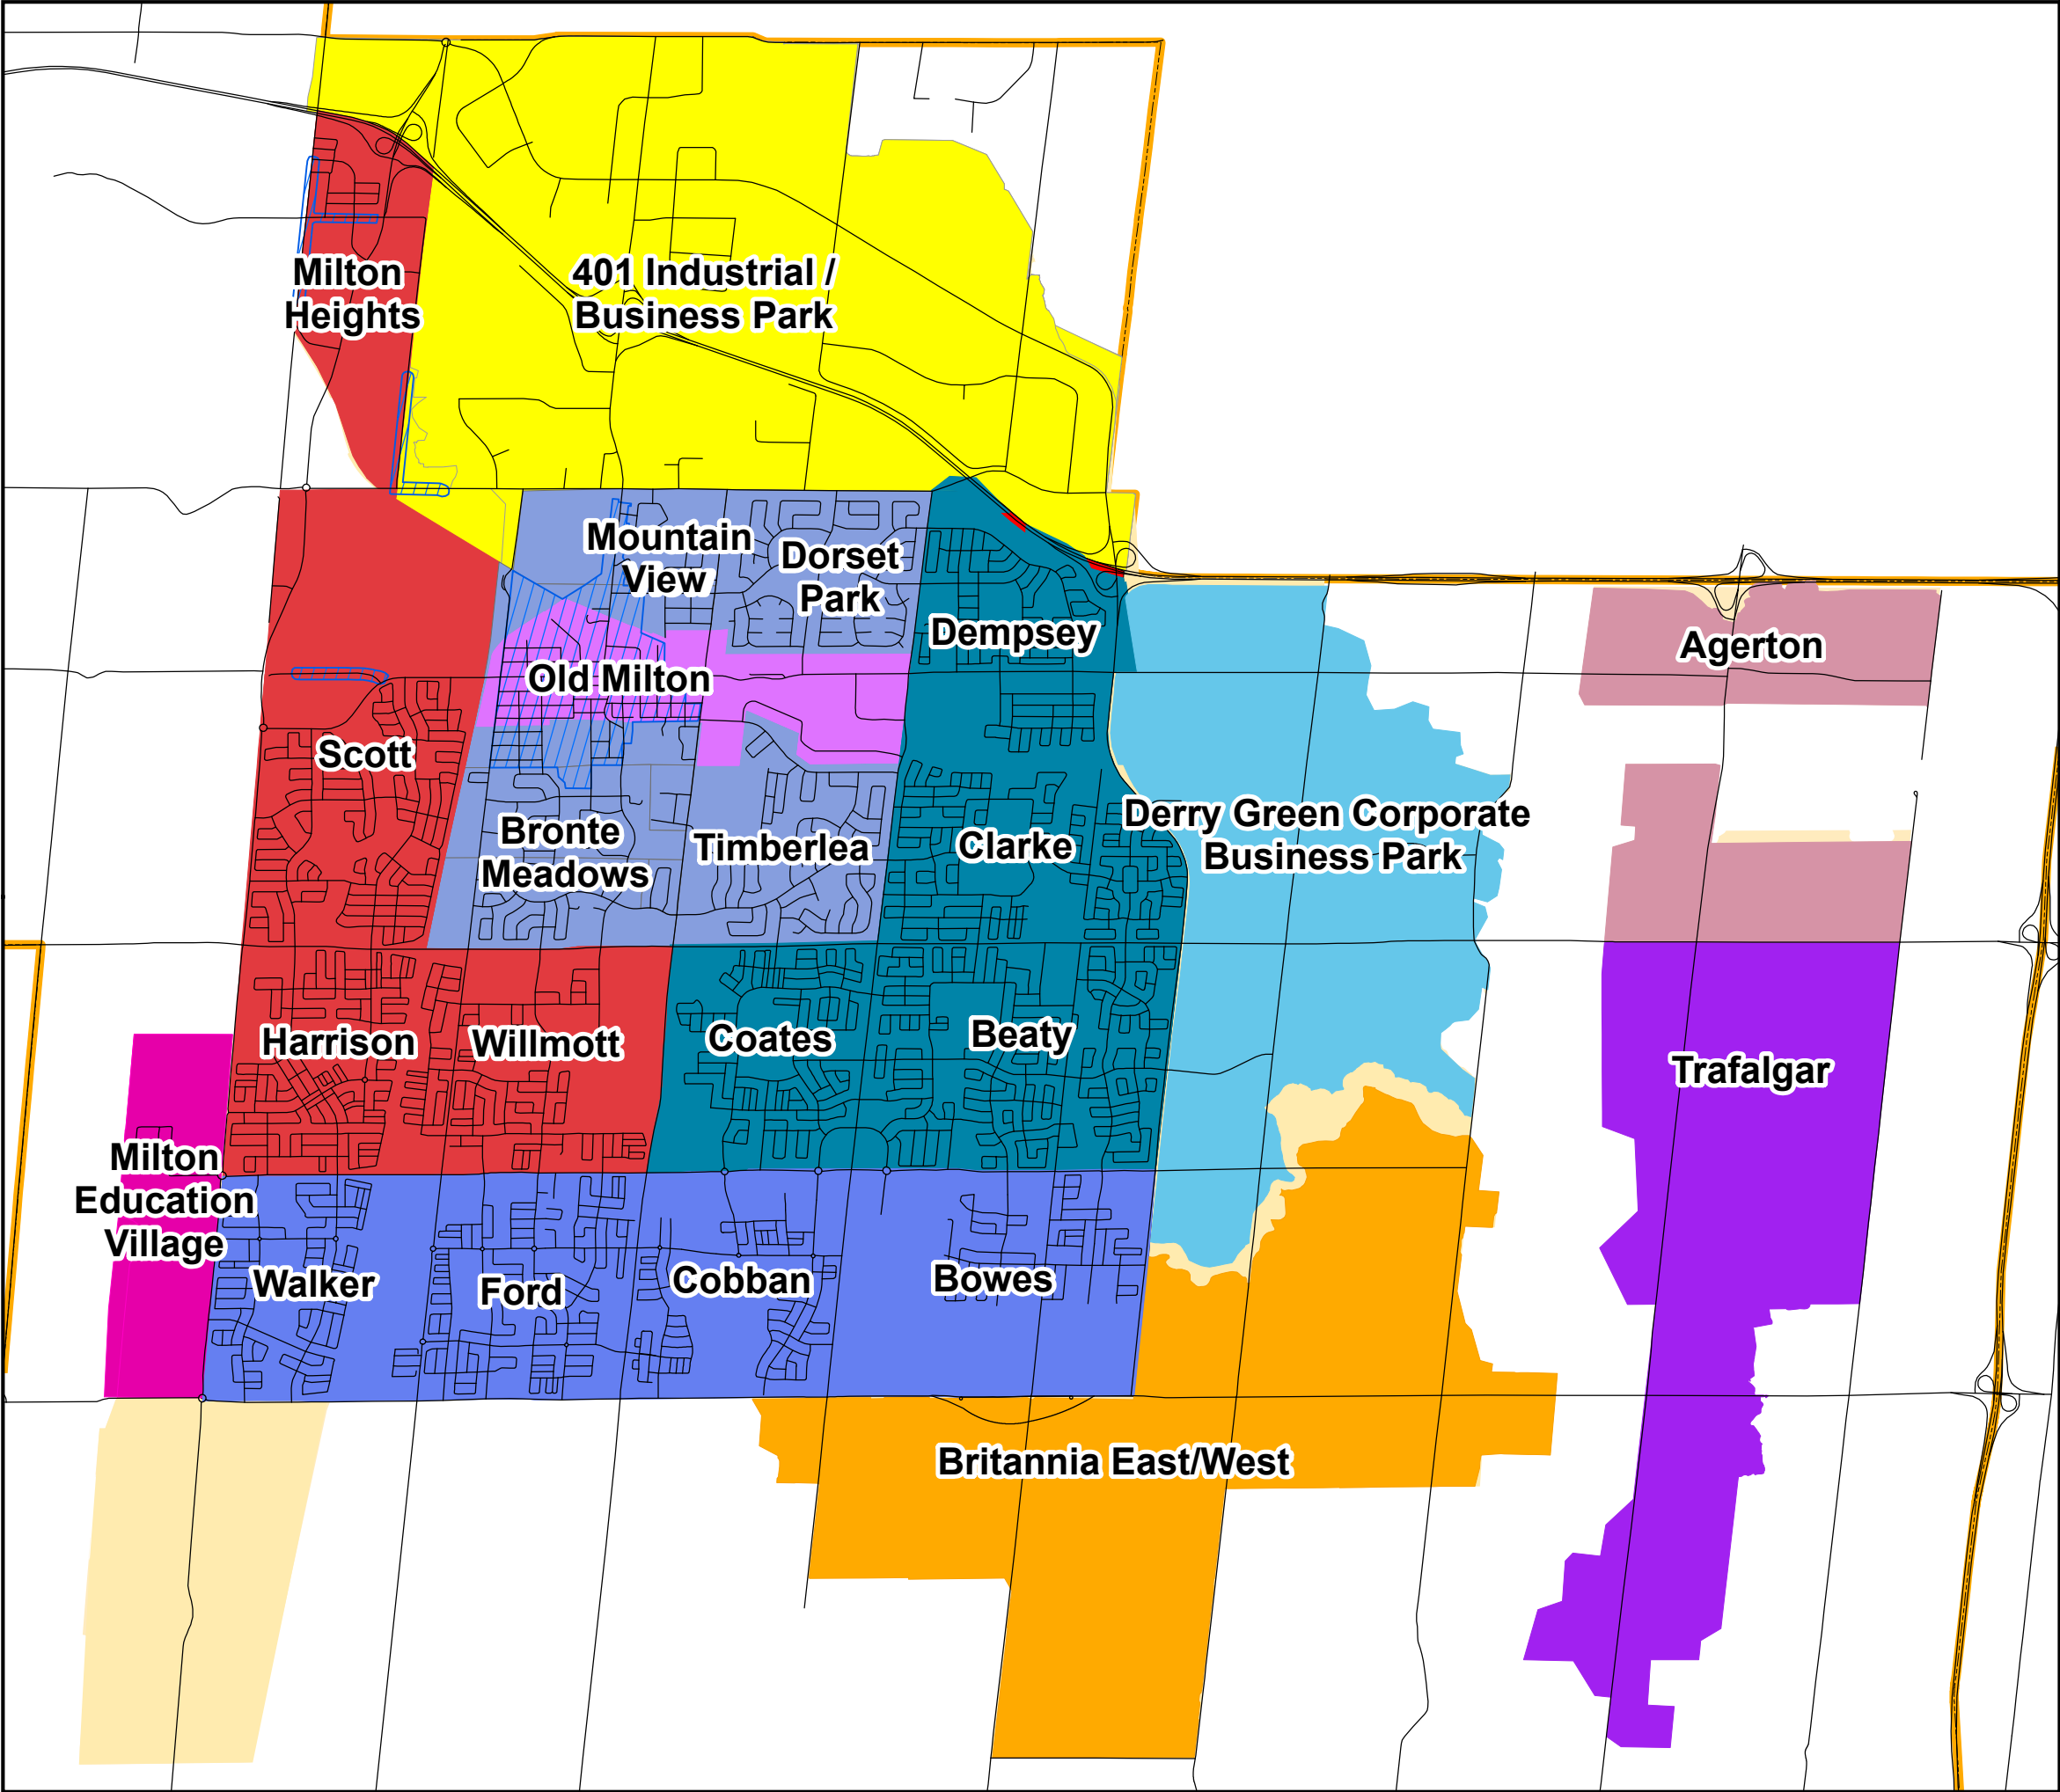 Milton
Heights
401 Industrial /
Business Park
Mountain
View
Dorset
Park
Dempsey
Agerton
Old Milton
Scott
Derry Green Corporate
Business Park
Bronte
Meadows
Timberlea
Clarke
Harrison
Willmott
Coates
Beaty
Trafalgar
Milton
Education
Village
Walker
Ford
Cobban
Bowes
Britannia East/West